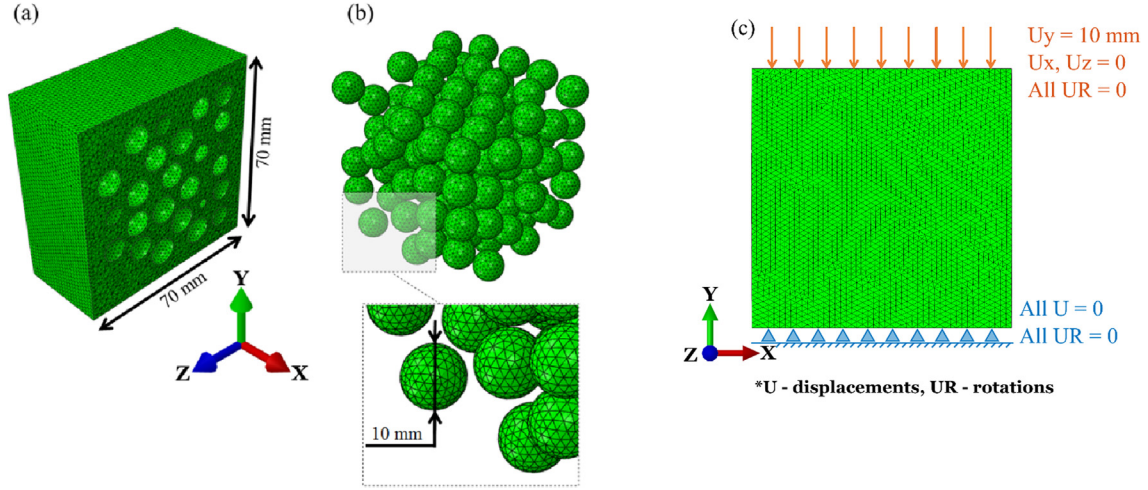 (a)
70 mm
70 mm
Y
Z
X
(b)
10 mm
(c)
Uy = 10 mm
Ux, Uz = 0
All UR = 0
All U = 0
All UR = 0
Y
Z
X
*U - displacements, UR - rotations